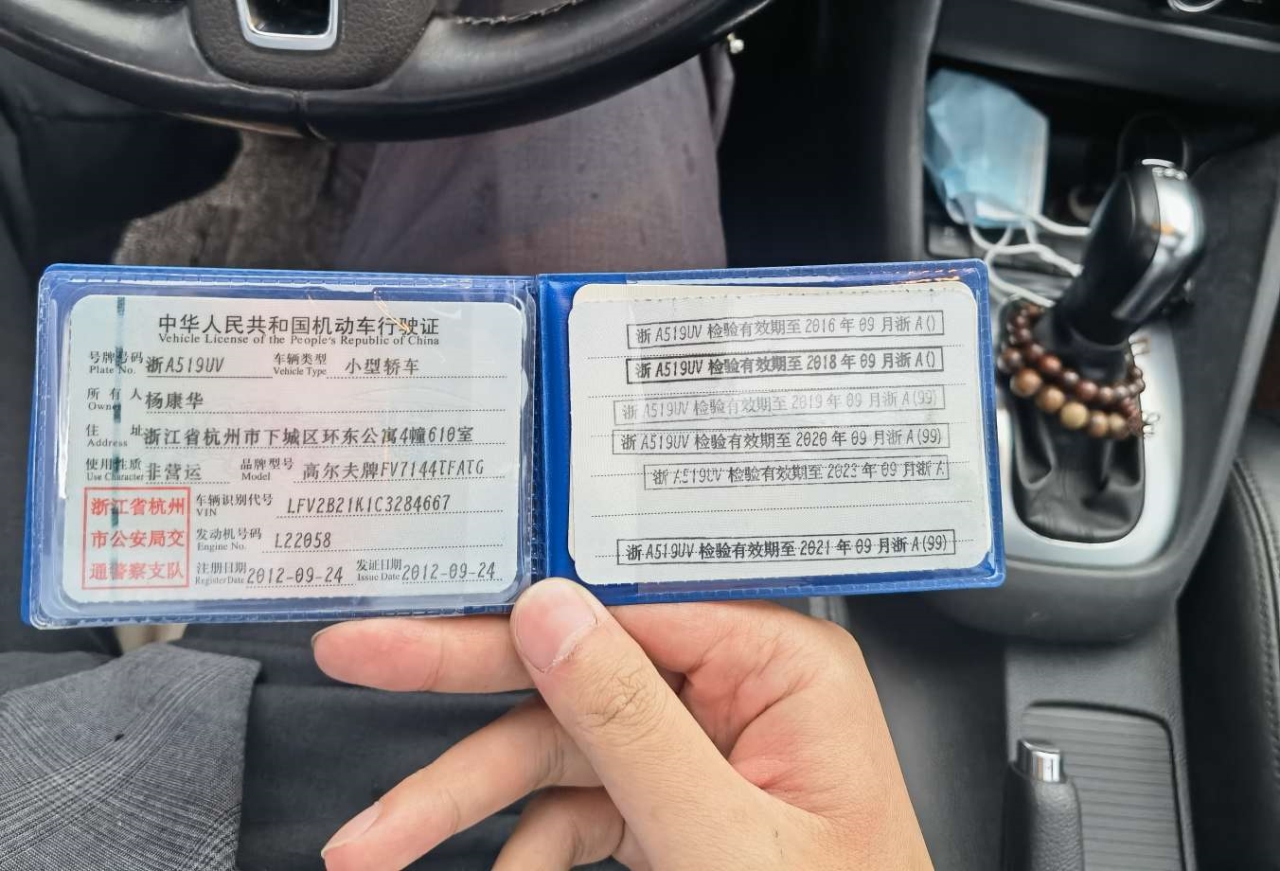 中华人民共和国机动车行驶证
Vehicle License of the People's Republic of China
号牌号码 浙A519UV 车辆类型 小型轿车
Plate No. Vehicle Type
所有人 杨康华
Owner
住址 浙江省杭州市下城区环东公寓4幢610室
Address
使用性质 非营运 品牌型号 高尔夫牌FV7144TFATG
Use Character Model
浙江省杭州
市公安局交
通警察支队
车辆识别代号 LFV2B21K1C3284667
VIN
发动机号码 L22058
Engine No.
注册日期 2012-09-24 发证日期 2012-09-24
Register Date Issue Date
浙A519UV 检验有效期至2016年09月浙A()
浙A519UV 检验有效期至2018年09月浙A()
浙A519UV 检验有效期至2019年09月浙A(99)
浙A519UV 检验有效期至2020年09月浙A(99)
浙A519UV 检验有效期至2023年09月浙A
浙A519UV 检验有效期至2021年09月浙A(99)